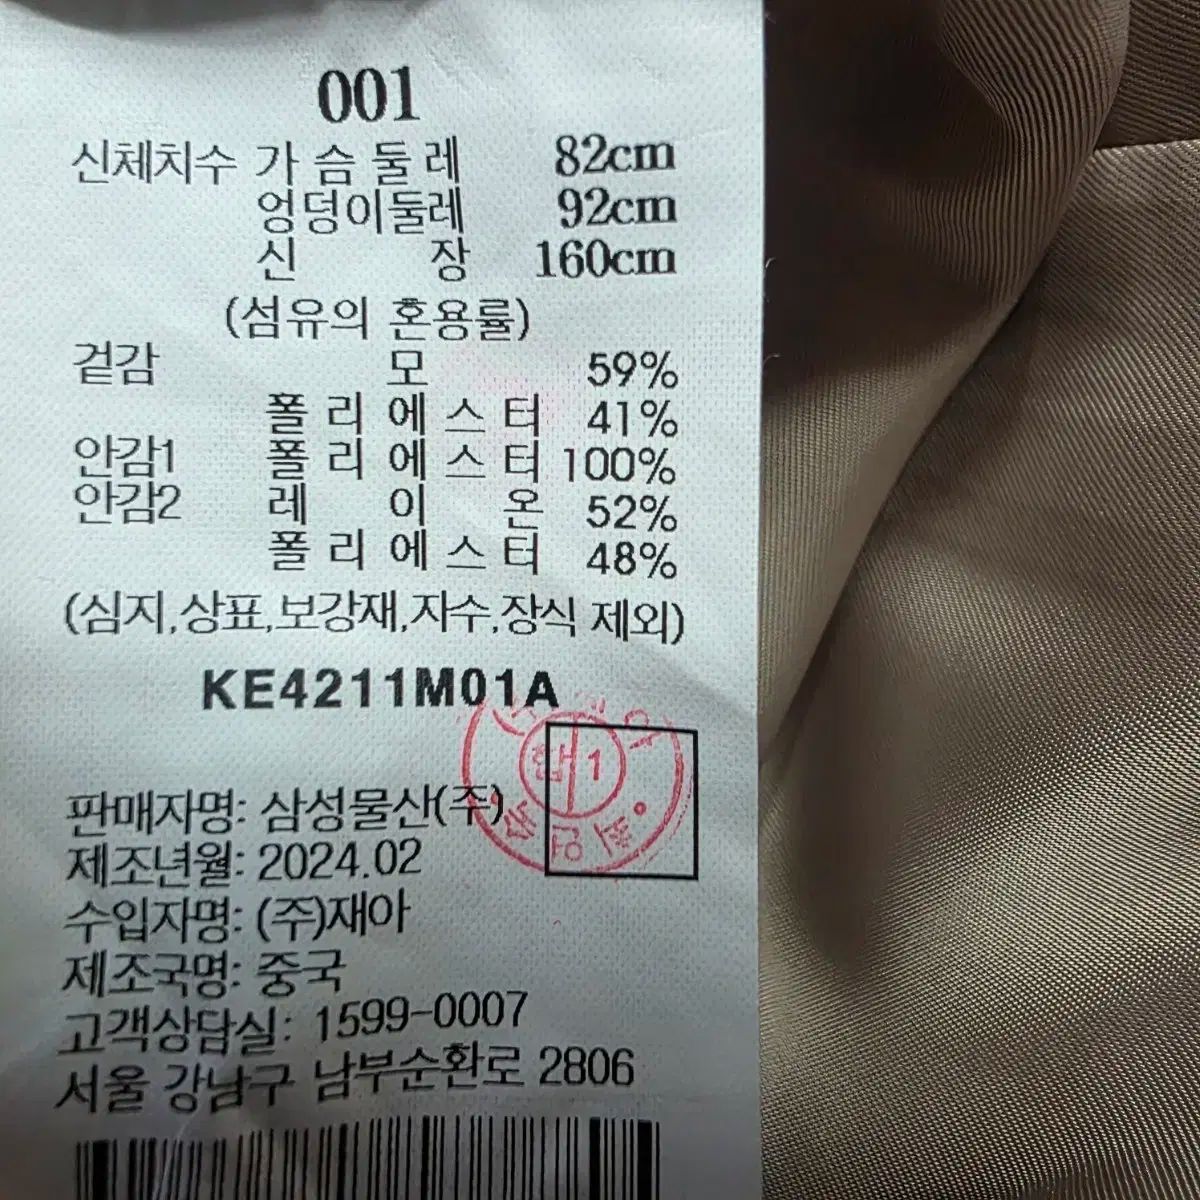 001
신체치수 가슴둘레 82cm
엉덩이둘레 92cm
신장 160cm
(섬유의 혼용률)
겉감 모 59%
폴리에스터 41%
안감1 폴리에스터 100%
안감2 레이온 52%
폴리에스터 48%
(심지,상표,보강재,자수,장식 제외)
KE4211M01A
합 1
판매자명: 삼성물산(주)
제조년월: 2024.02
수입자명: (주)재아
제조국명: 중국
고객상담실: 1599-0007
서울 강남구 남부순환로 2806